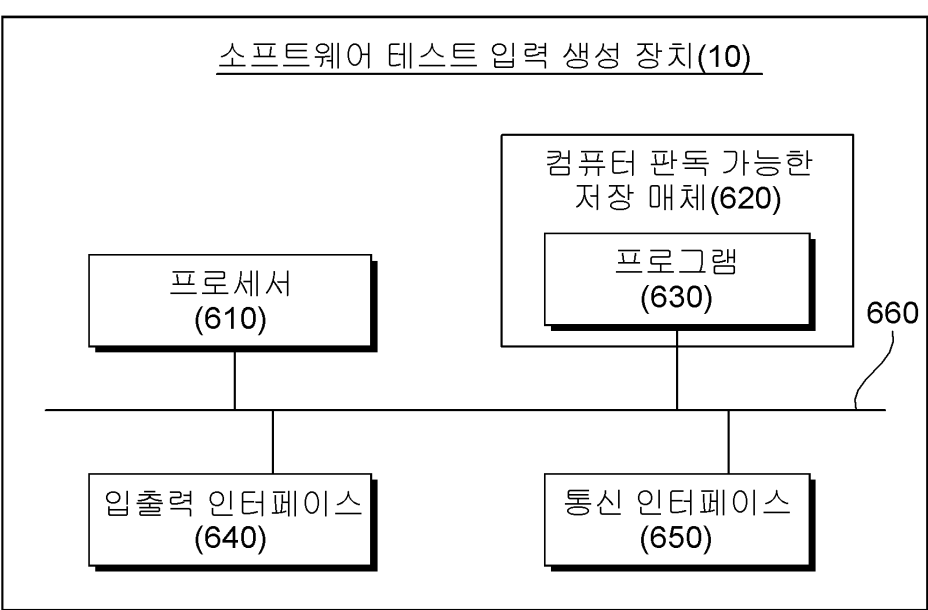 소프트웨어 테스트 입력 생성 장치(10)
컴퓨터 판독 가능한
저장 매체(620)
프로그램
(630)
프로세서
(610)
660
입출력 인터페이스
(640)
통신 인터페이스
(650)